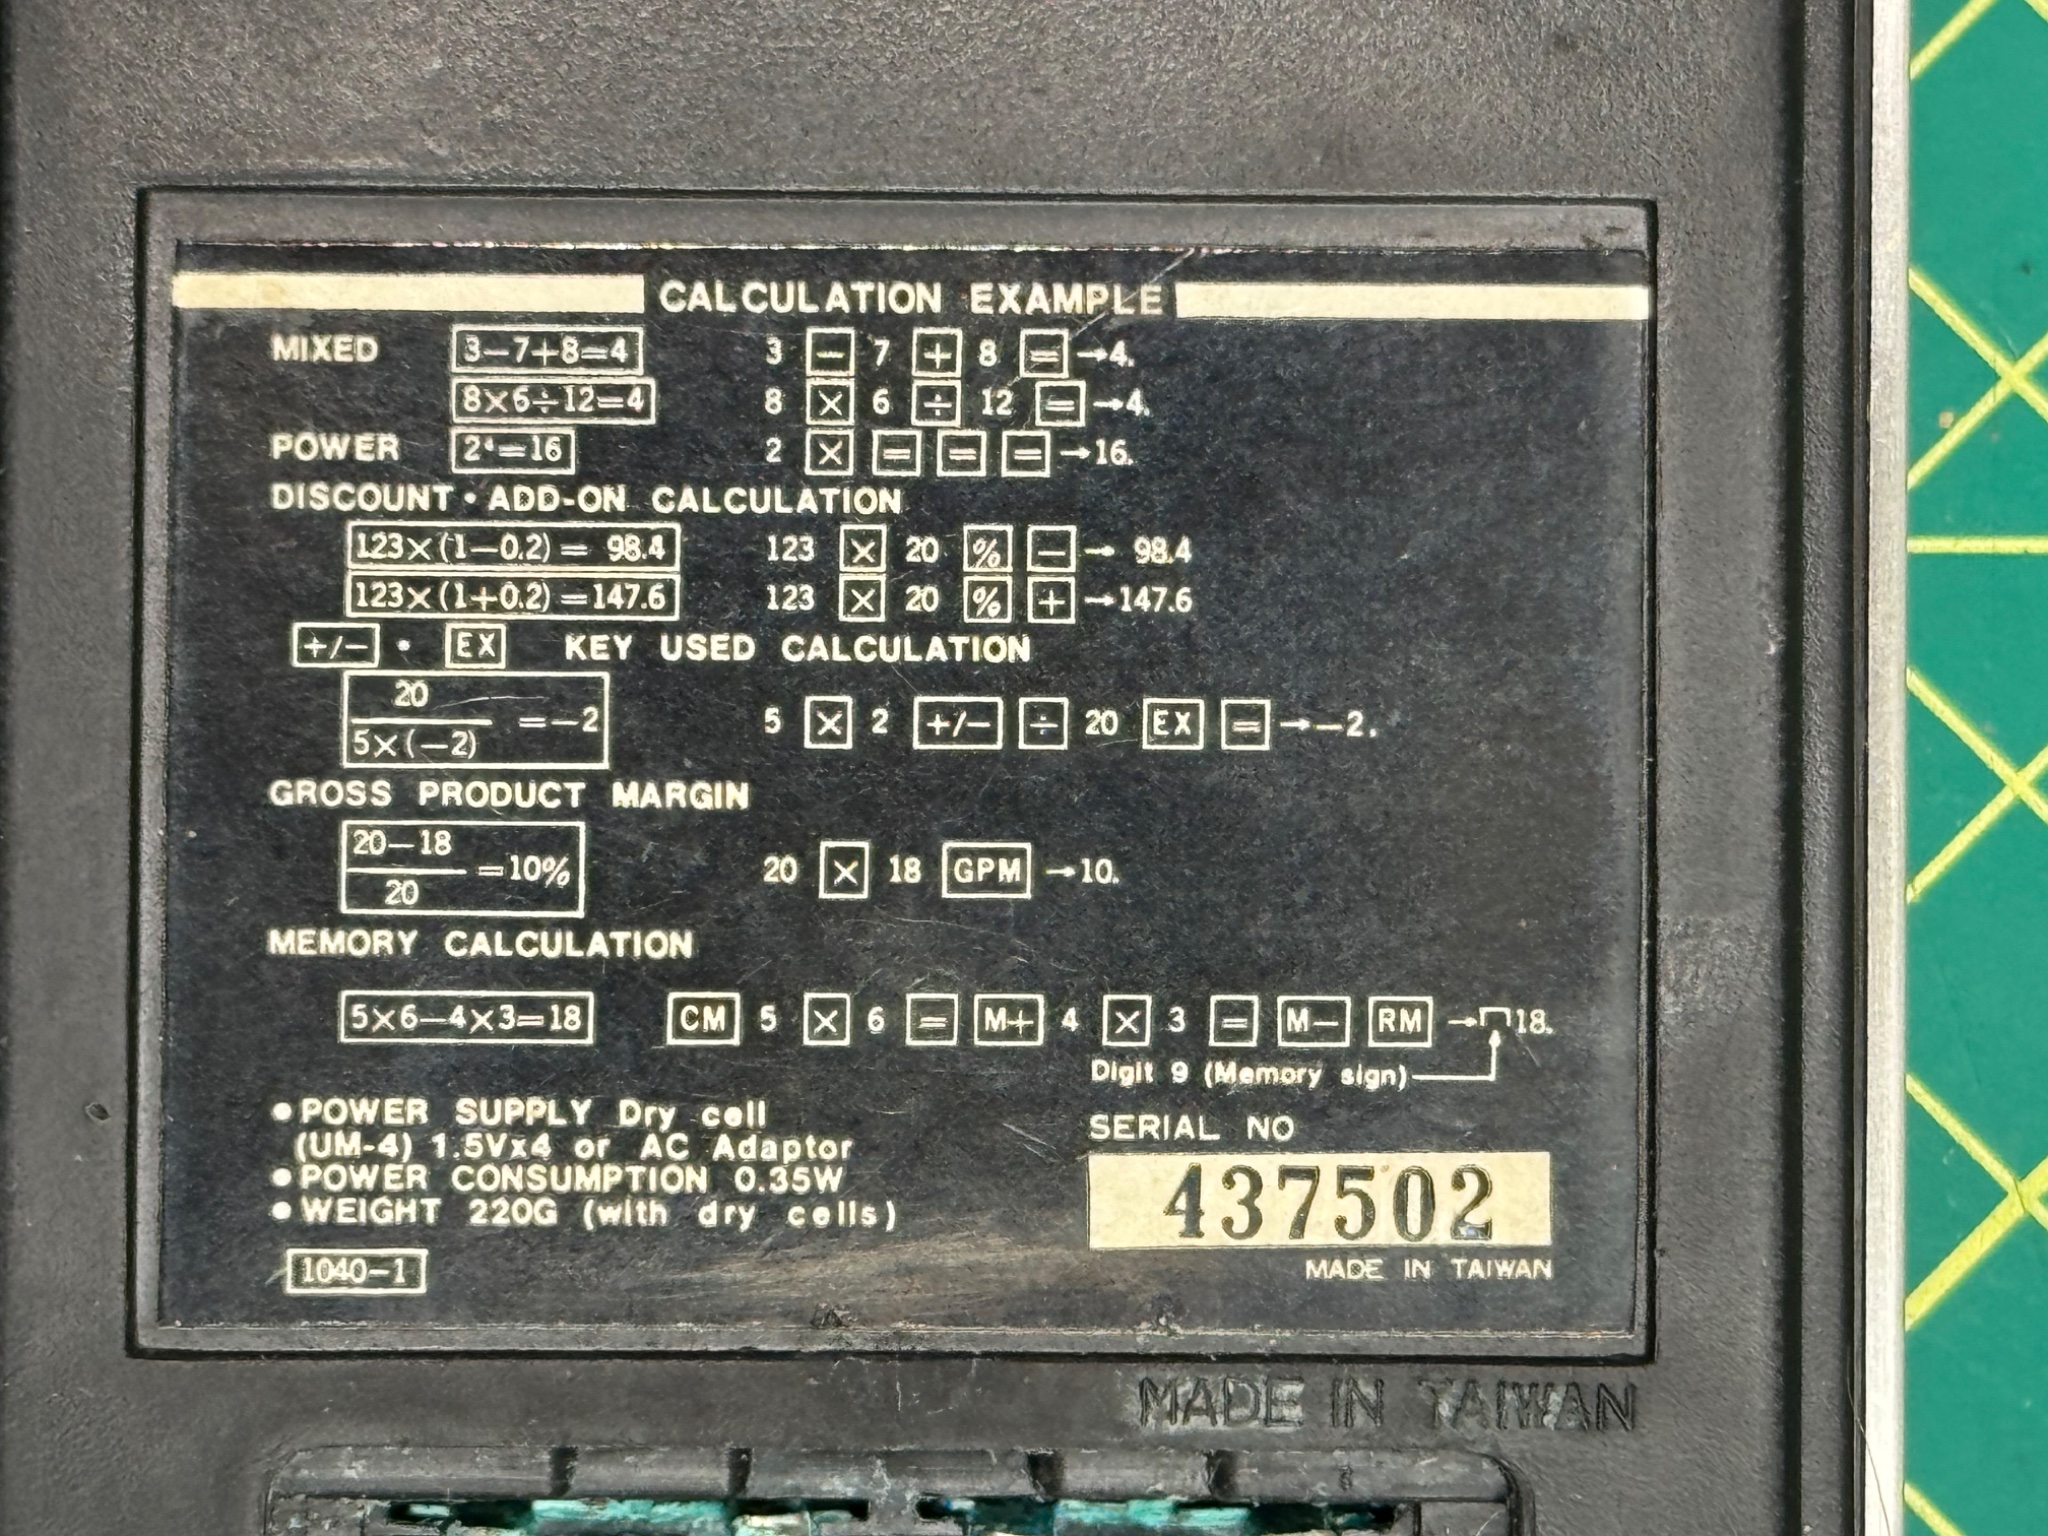 CALCULATION EXAMPLE
MIXED 3−7+8=4 3 − 7 + 8 = →4.
8×6÷12=4 8 × 6 ÷ 12 = →4.
POWER 2⁴=16 2 × = = = →16.
DISCOUNT • ADD-ON CALCULATION
123×(1−0.2)= 98.4 123 × 20 % − → 98.4
123×(1+0.2)=147.6 123 × 20 % + →147.6
+/− • EX KEY USED CALCULATION
20
5×(−2) =−2 5 × 2 +/− ÷ 20 EX = →−2.
GROSS PRODUCT MARGIN
20−18
20 =10% 20 × 18 GPM →10.
MEMORY CALCULATION
5×6−4×3=18 CM 5 × 6 = M+ 4 × 3 = M− RM →18.
Digit 9 (Memory sign)
•POWER SUPPLY Dry cell
(UM-4) 1.5Vx4 or AC Adaptor
•POWER CONSUMPTION 0.35W
•WEIGHT 220G (with dry cells)
1040-1
SERIAL NO
437502
MADE IN TAIWAN
MADE IN TAIWAN